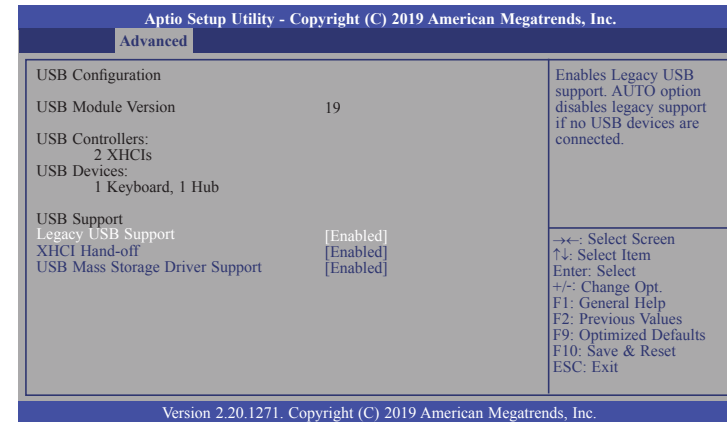 Aptio Setup Utility - Copyright (C) 2019 American Megatrends, Inc.
Advanced
USB Configuration
USB Module Version 19
USB Controllers:
2 XHCIs
USB Devices:
1 Keyboard, 1 Hub
USB Support
Legacy USB Support [Enabled]
XHCI Hand-off [Enabled]
USB Mass Storage Driver Support [Enabled]
Enables Legacy USB
support. AUTO option
disables legacy support
if no USB devices are
connected.
→←: Select Screen
↑↓: Select Item
Enter: Select
+/-: Change Opt.
F1: General Help
F2: Previous Values
F9: Optimized Defaults
F10: Save & Reset
ESC: Exit
Version 2.20.1271. Copyright (C) 2019 American Megatrends, Inc.